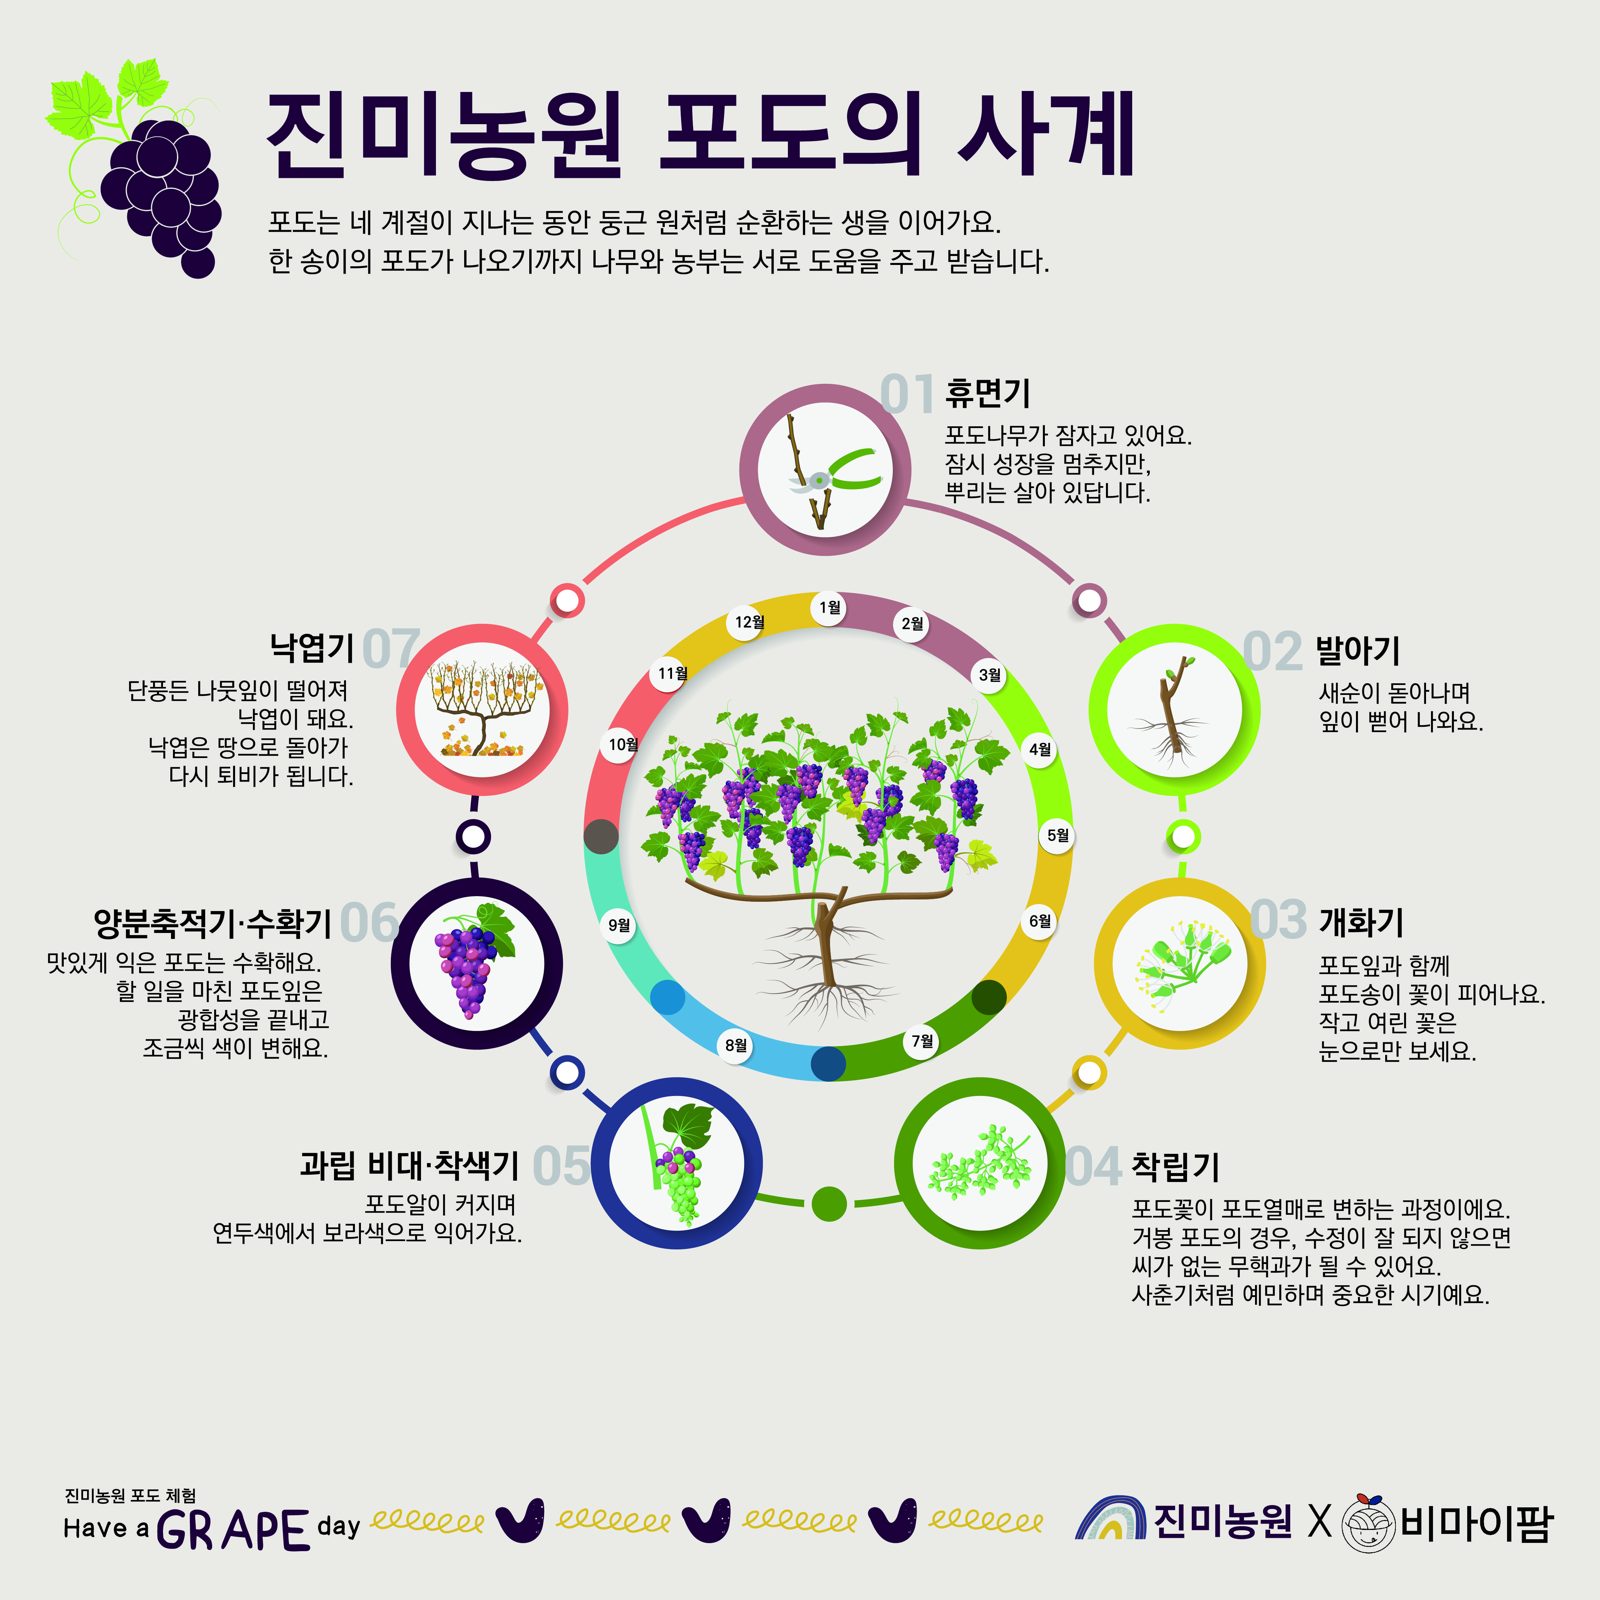 진미농원 포도의 사계
포도는 네 계절이 지나는 동안 둥근 원처럼 순환하는 생을 이어가요.
한 송이의 포도가 나오기까지 나무와 농부는 서로 도움을 주고 받습니다.
01 휴면기
포도나무가 잠자고 있어요.
잠시 성장을 멈추지만,
뿌리는 살아 있답니다.
02 발아기
새순이 돋아나며
잎이 뻗어 나와요.
03 개화기
포도잎과 함께
포도송이 꽃이 피어나요.
작고 여린 꽃은
눈으로만 보세요.
04 착립기
포도꽃이 포도열매로 변하는 과정이에요.
거봉 포도의 경우, 수정이 잘 되지 않으면
씨가 없는 무핵과가 될 수 있어요.
사춘기처럼 예민하며 중요한 시기예요.
과립 비대·착색기 05
포도알이 커지며
연두색에서 보라색으로 익어가요.
양분축적기·수확기 06
맛있게 익은 포도는 수확해요.
할 일을 마친 포도잎은
광합성을 끝내고
조금씩 색이 변해요.
낙엽기 07
단풍든 나뭇잎이 떨어져
낙엽이 돼요.
낙엽은 땅으로 돌아가
다시 퇴비가 됩니다.
1월
2월
3월
4월
5월
6월
7월
8월
9월
10월
11월
12월
진미농원 포도 체험
Have a GRAPE day
진미농원 X 비마이팜